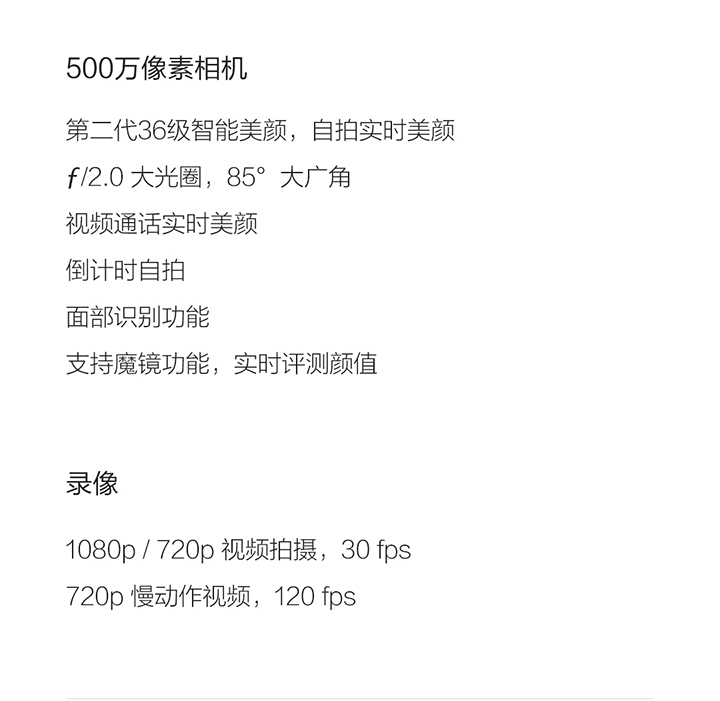 500万像素相机
第二代36级智能美颜，自拍实时美颜
ƒ/2.0 大光圈，85° 大广角
视频通话实时美颜
倒计时自拍
面部识别功能
支持魔镜功能，实时评测颜值
录像
1080p / 720p 视频拍摄，30 fps
720p 慢动作视频，120 fps